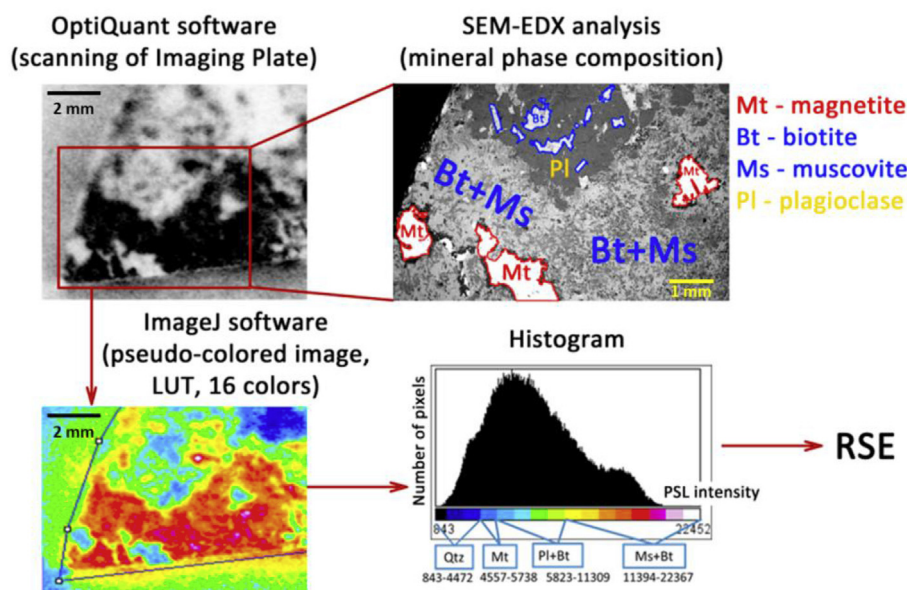 OptiQuant software
(scanning of Imaging Plate)
2 mm
SEM-EDX analysis
(mineral phase composition)
Bt
Pl
Bt+Ms
Bt+Ms
Mt
Mt
Mt
1 mm
Mt - magnetite
Bt - biotite
Ms - muscovite
Pl - plagioclase
ImageJ software
(pseudo-colored image,
LUT, 16 colors)
2 mm
Histogram
Number of pixels
PSL intensity
843
22452
Qtz
Mt
Pl+Bt
Ms+Bt
843-4472
4557-5738
5823-11309
11394-22367
RSE